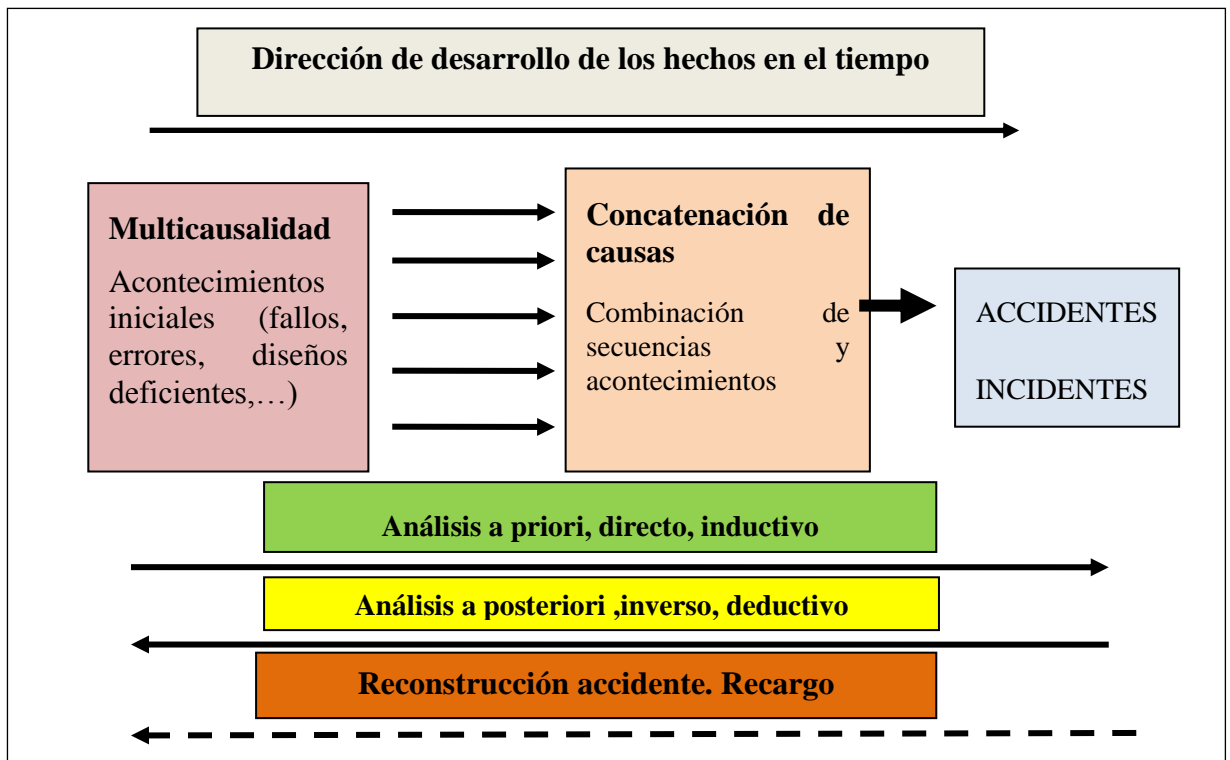 Dirección de desarrollo de los hechos en el tiempo
Multicausalidad
Acontecimientos
iniciales (fallos,
errores, diseños
deficientes,…)
Concatenación de
causas
Combinación de
secuencias y
acontecimientos
ACCIDENTES
INCIDENTES
Análisis a priori, directo, inductivo
Análisis a posteriori ,inverso, deductivo
Reconstrucción accidente. Recargo